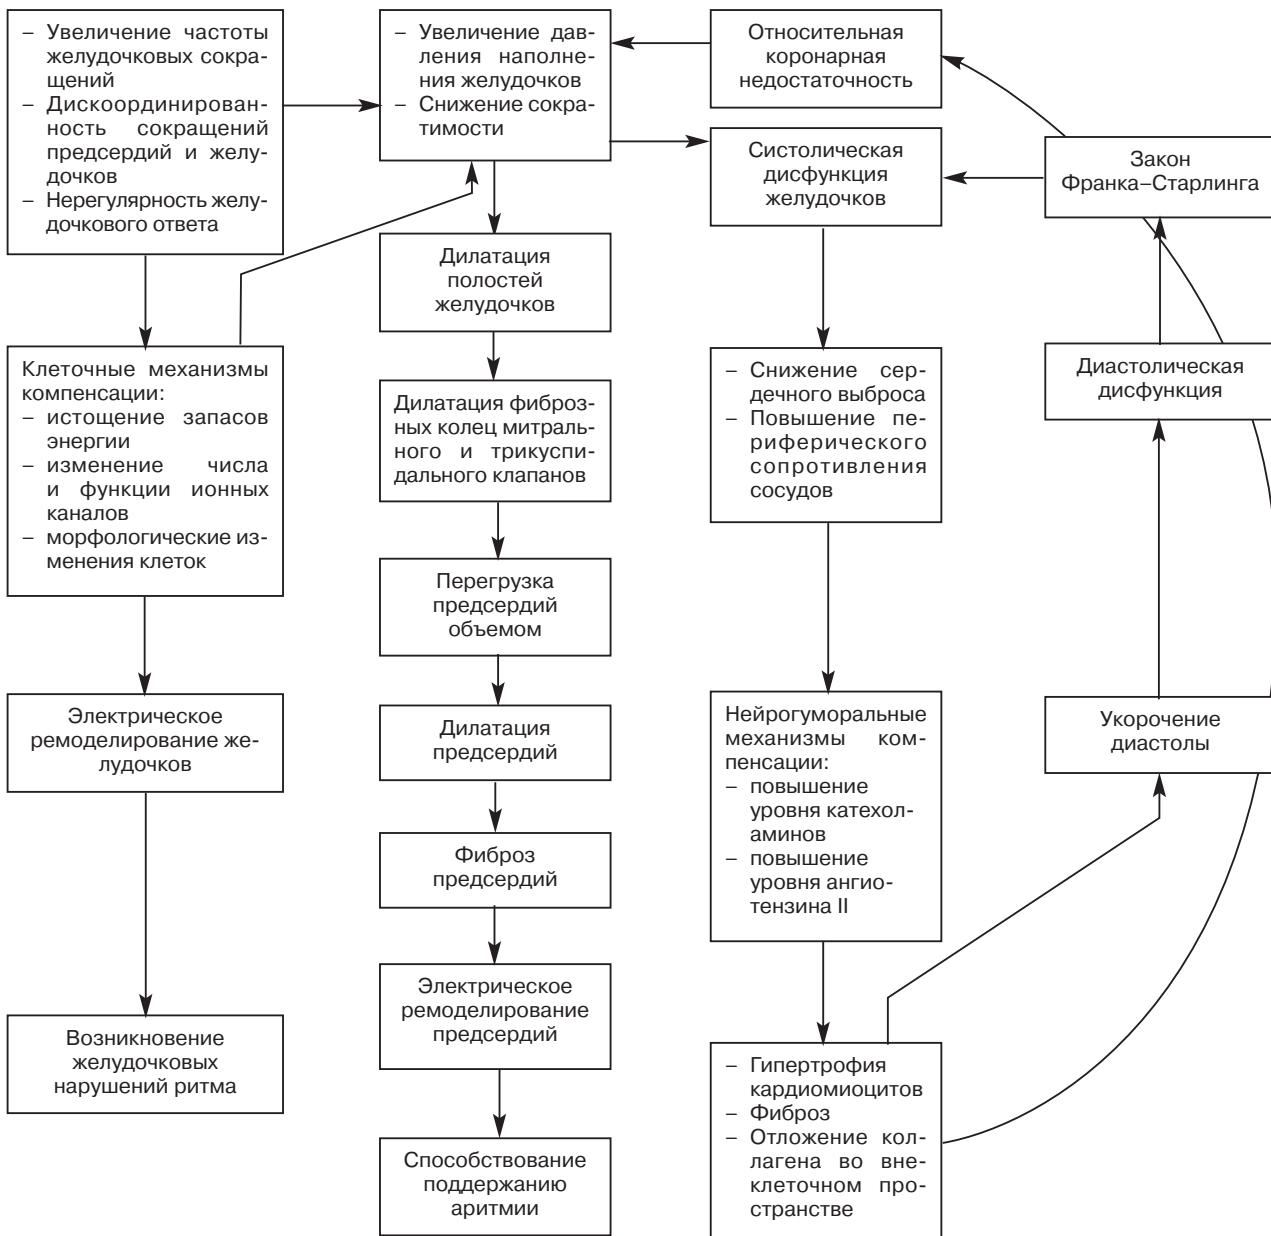 – Увеличение частоты
желудочковых сокра-
щений
– Дискоординирован-
ность сокращений
предсердий и желу-
дочков
– Нерегулярность желу-
дочкового ответа
Клеточные механизмы
компенсации:
– истощение запасов
энергии
– изменение числа
и функции ионных
каналов
– морфологические из-
менения клеток
Электрическое
ремоделирование же-
лудочков
Возникновение
желудочковых
нарушений ритма
– Увеличение дав-
ления наполне-
ния желудочков
– Снижение сокра-
тимости
Дилатация
полостей
желудочков
Дилатация фиброз-
ных колец митраль-
ного и трикуспи-
дального клапанов
Перегрузка
предсердий
объемом
Дилатация
предсердий
Фиброз
предсердий
Электрическое
ремоделирование
предсердий
Способствование
поддержанию
аритмии
Относительная
коронарная
недостаточность
Систолическая
дисфункция
желудочков
– Снижение сер-
дечного выброса
– Повышение пе-
риферического
сопротивления
сосудов
Нейрогуморальные
механизмы ком-
пенсации:
– повышение
уровня катехол-
аминов
– повышение
уровня ангио-
тензина II
– Гипертрофия
кардиомиоцитов
– Фиброз
– Отложение кол-
лагена во вне-
клеточном про-
странстве
Закон
Франка–Старлинга
Диастолическая
дисфункция
Укорочение
диастолы